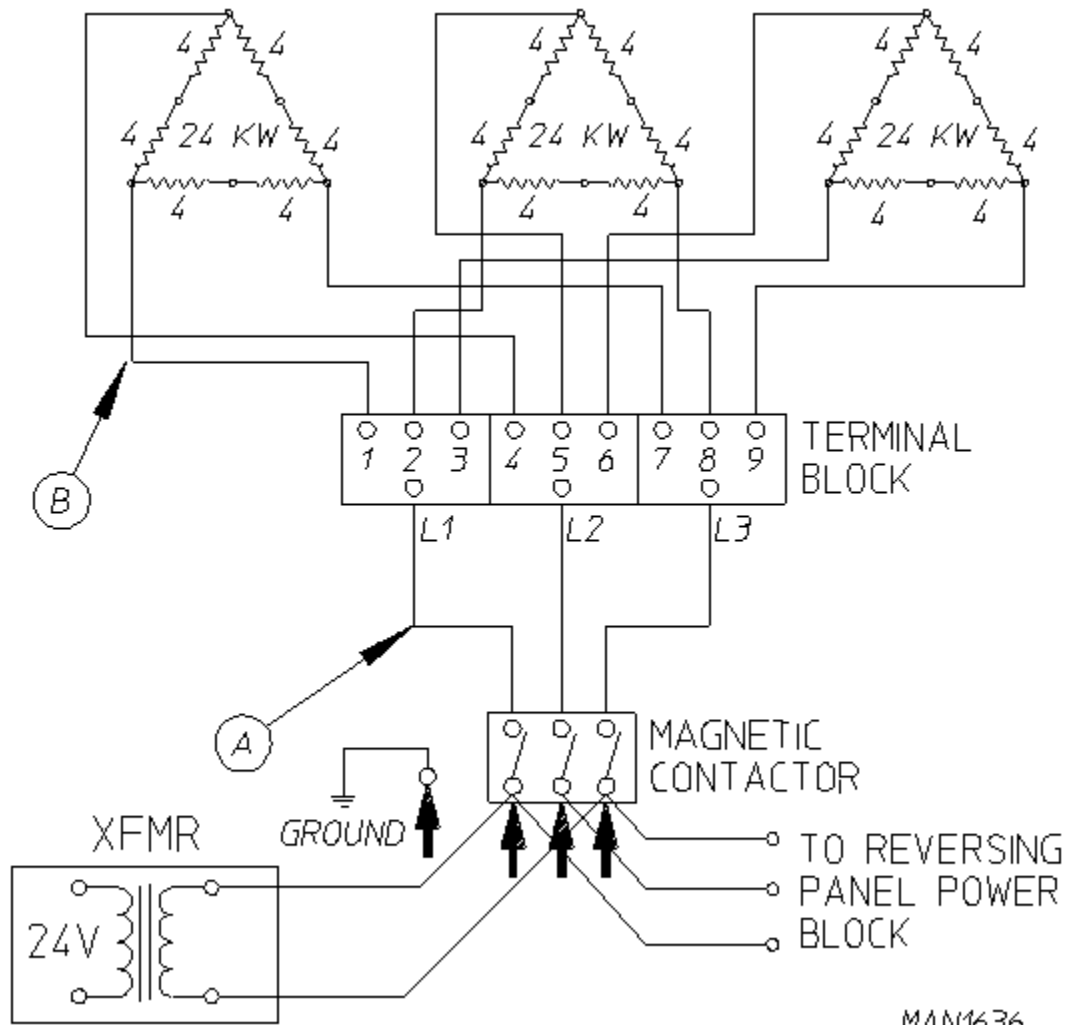 4 4 4 4 4 4
4 24 KW 4 4 24 KW 4 4 24 KW 4
4 4 4 4 4 4
B
1 2 3 4 5 6 7 8 9
TERMINAL
BLOCK
L1 L2 L3
A
MAGNETIC
CONTACTOR
GROUND
XFMR
24V
TO REVERSING
PANEL POWER
BLOCK
MAN1636